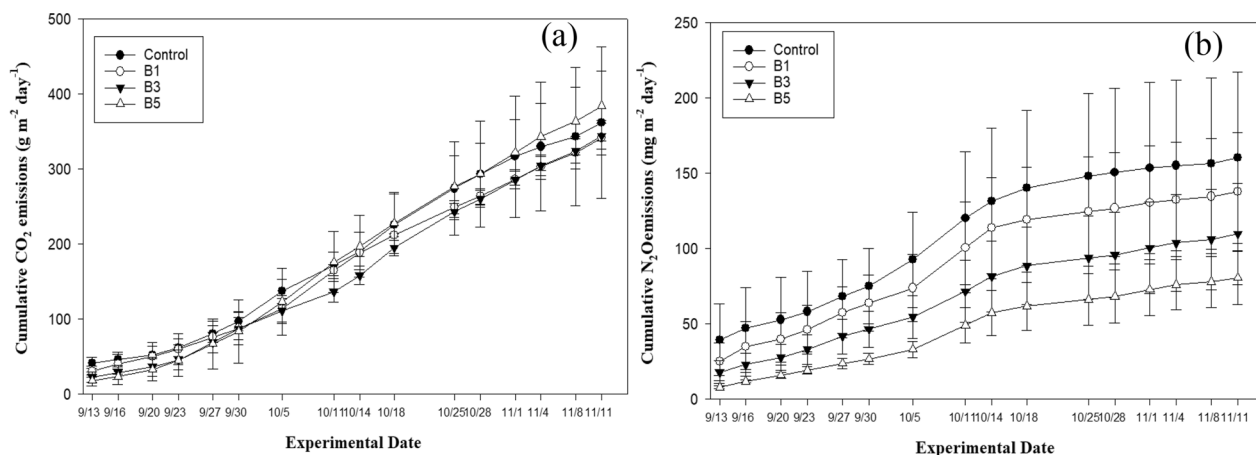 (a)
Control
B1
B3
B5
Cumulative CO₂ emissions (g m⁻² day⁻¹)
500
400
300
200
100
0
9/13 9/16 9/20 9/23 9/27 9/30 10/5 10/11 10/14 10/18 10/25 10/28 11/1 11/4 11/8 11/11
Experimental Date
(b)
Control
B1
B3
B5
Cumulative N₂Oemissions (mg m⁻² day⁻¹)
250
200
150
100
50
0
9/13 9/16 9/20 9/23 9/27 9/30 10/5 10/11 10/14 10/18 10/25 10/28 11/1 11/4 11/8 11/11
Experimental Date